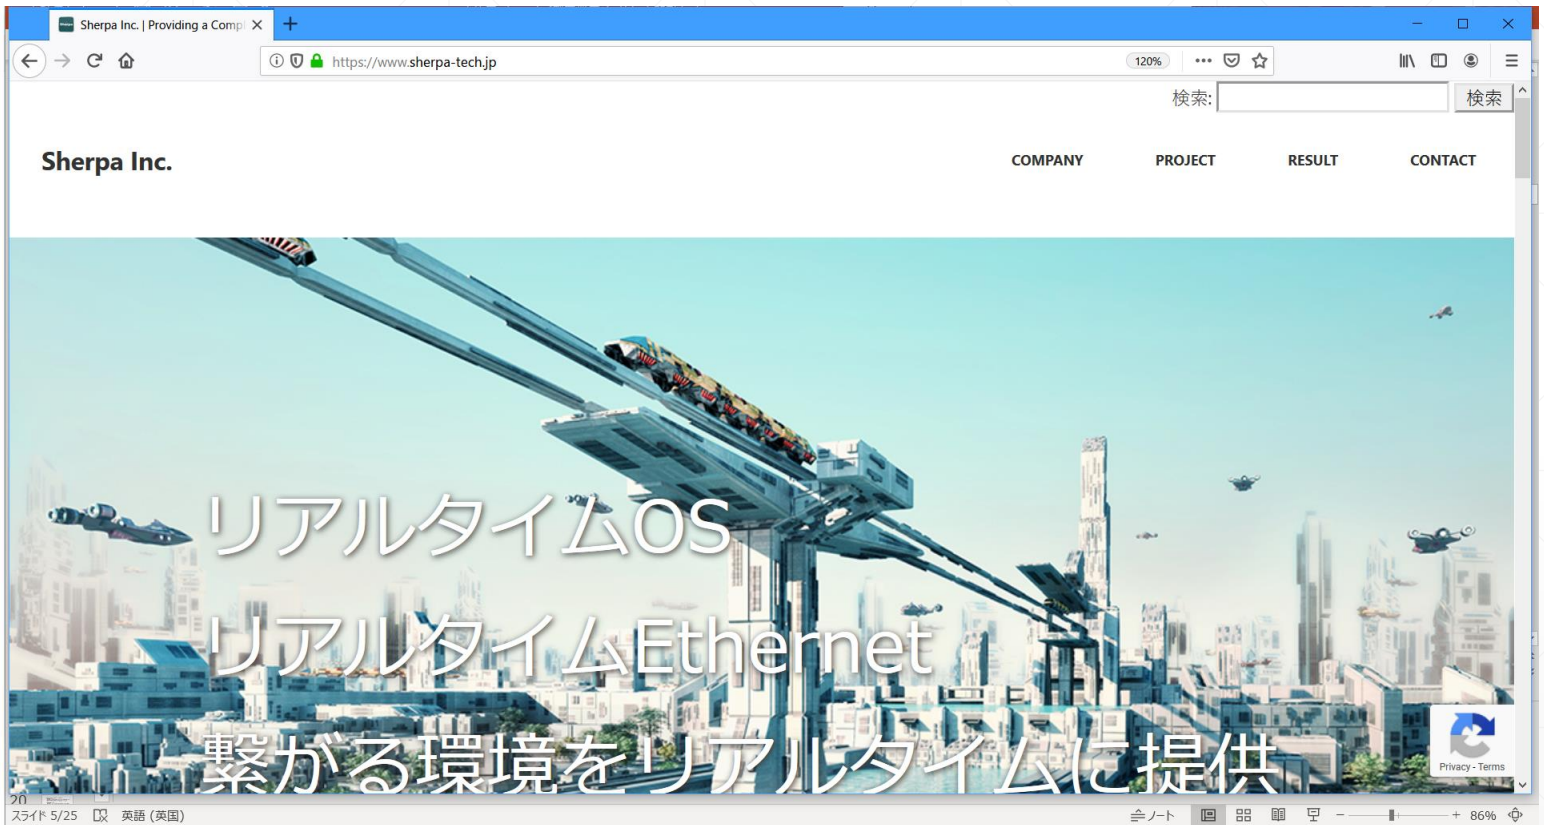 Sherpa Inc. | Providing a Compl
https://www.sherpa-tech.jp
120%
検索:
検索
Sherpa Inc.
COMPANY
PROJECT
RESULT
CONTACT
リアルタイムOS
リアルタイムEthernet
繋がる環境をリアルタイムに提供
Privacy - Terms
20
スライド 5/25
英語 (英国)
ノート
86%